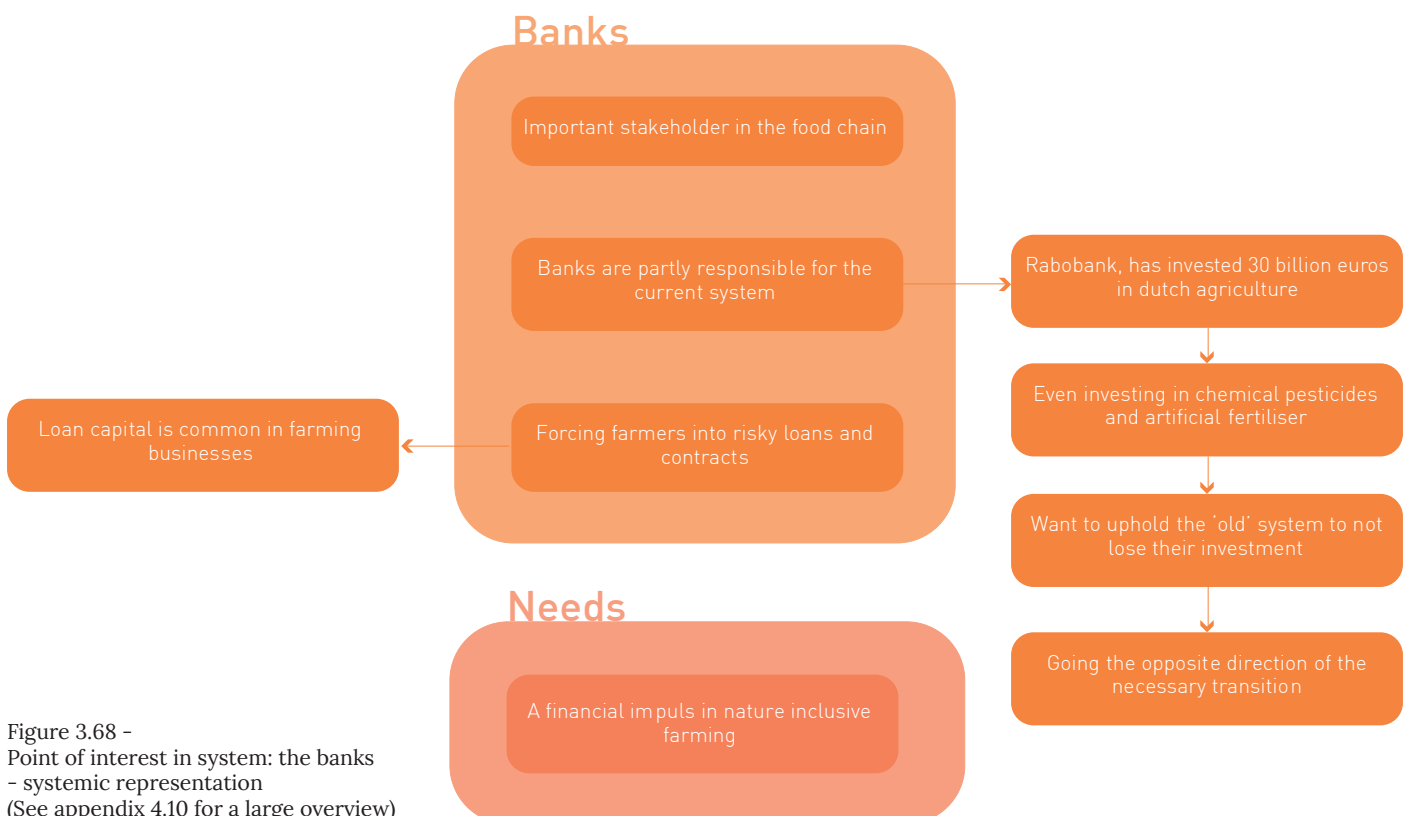 Banks
Important stakeholder in the food chain
Banks are partly responsible for the
current system
Rabobank, has invested 30 billion euros
in dutch agriculture
Even investing in chemical pesticides
and artificial fertiliser
Loan capital is common in farming
businesses
Forcing farmers into risky loans and
contracts
Want to uphold the ‘old’ system to not
lose their investment
Going the opposite direction of the
necessary transition
Needs
A financial impuls in nature inclusive
farming
Figure 3.68 -
Point of interest in system: the banks
- systemic representation
(See appendix 4.10 for a large overview)